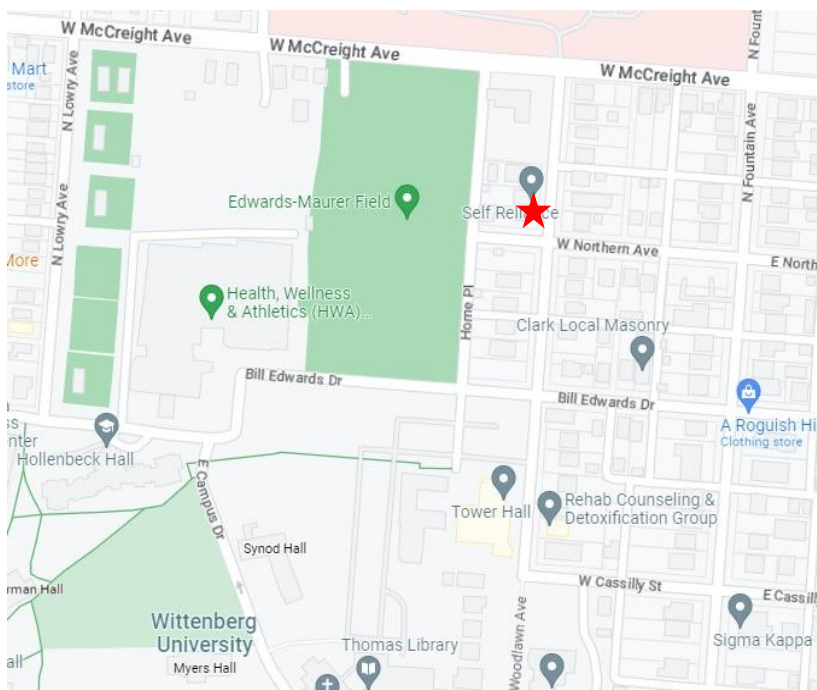 W McCreight Ave
W McCreight Ave
W McCreight Ave
N Fount
Mart
store
N Lowry Ave
N Lowry Ave
N Fountain Ave
Edwards-Maurer Field
Self Reli
ce
W Northern Ave
E North
More
Health, Wellness
& Athletics (HWA)...
Home Pl
Clark Local Masonry
Bill Edwards Dr
Bill Edwards Dr
A Roguish Hi
Clothing store
ss
enter
Hollenbeck Hall
E Campus Dr
Tower Hall
Rehab Counseling &
Detoxification Group
Synod Hall
W Cassilly St
E Cassilly
rman Hall
Wittenberg
University
Woodlawn Ave
Sigma Kappa
Thomas Library
all
Myers Hall